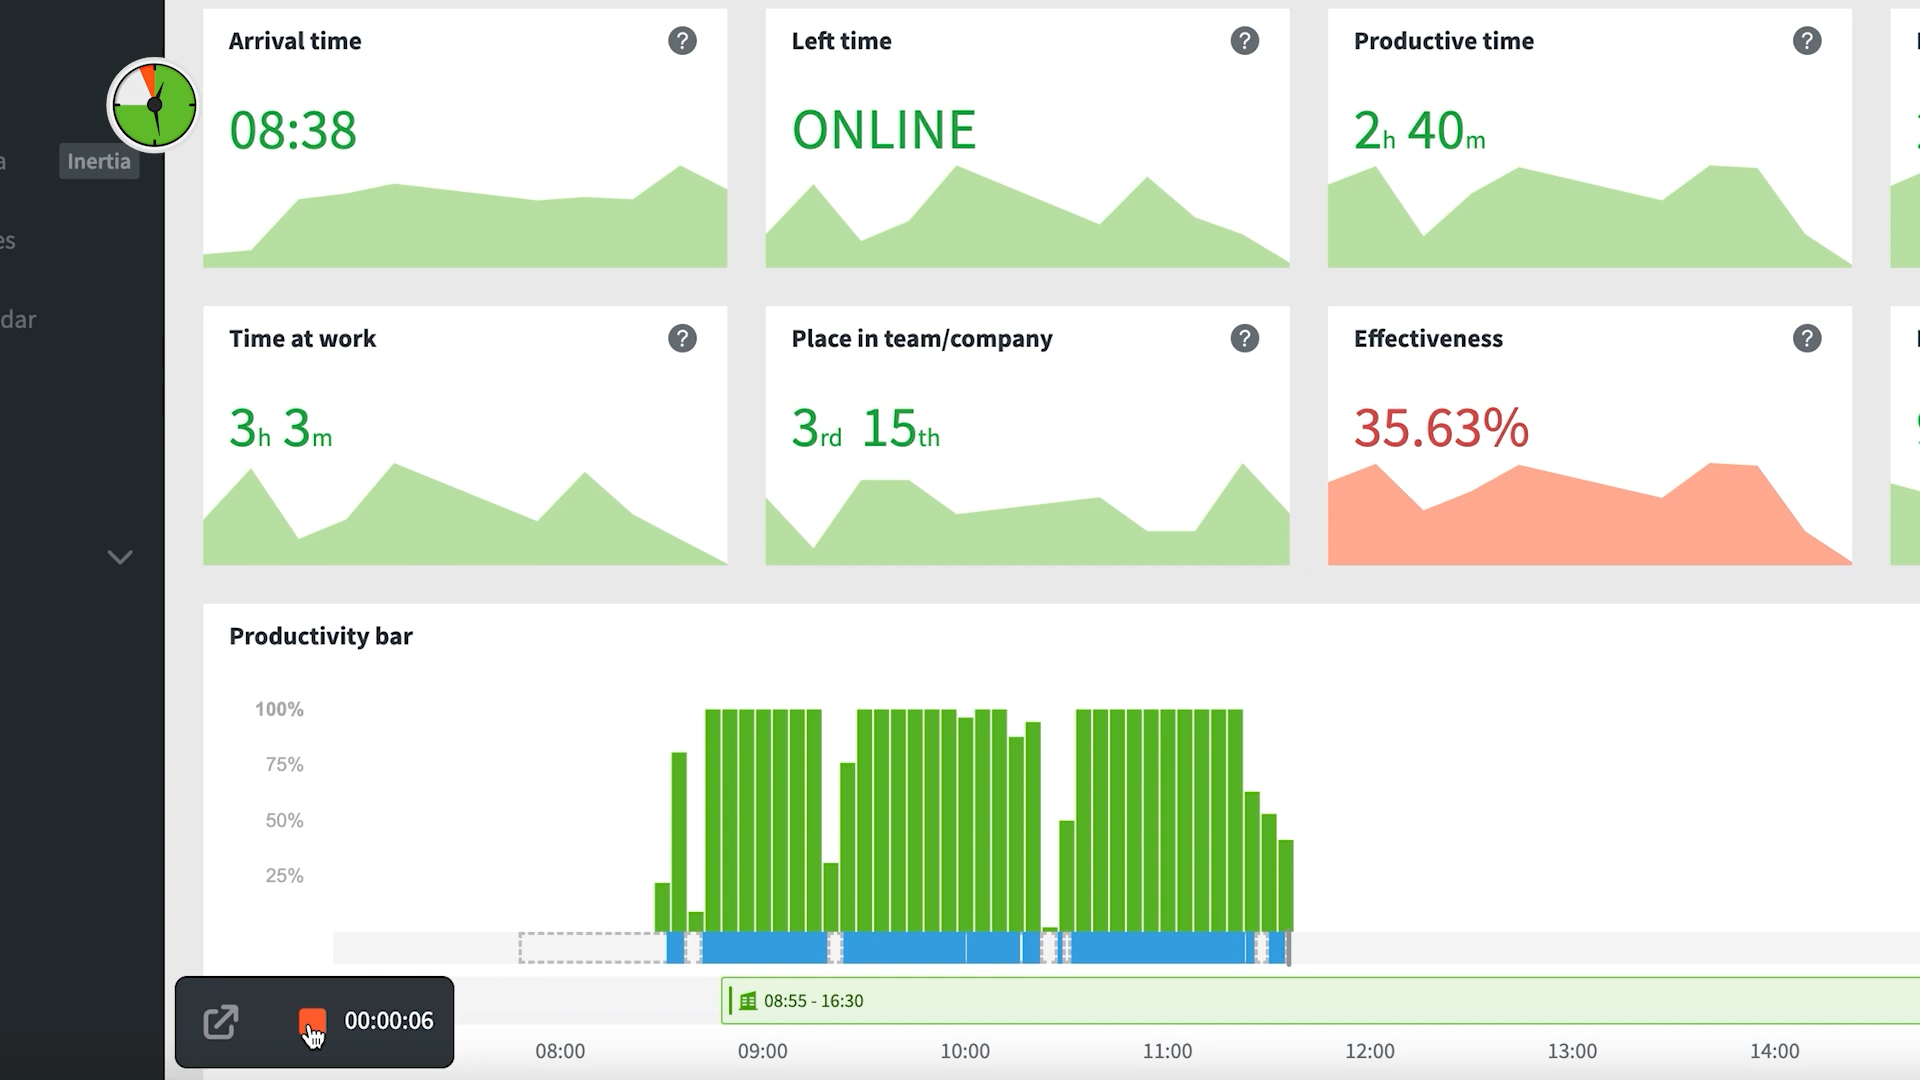 Arrival time
?
Left time
?
Productive time
?
08:38
ONLINE
2h 40m
Inertia
Time at work
?
Place in team/company
?
Effectiveness
?
3h 3m
3rd 15th
35.63%
Productivity bar
100%
75%
50%
25%
08:55 - 16:30
00:00:06
08:00
09:00
10:00
11:00
12:00
13:00
14:00